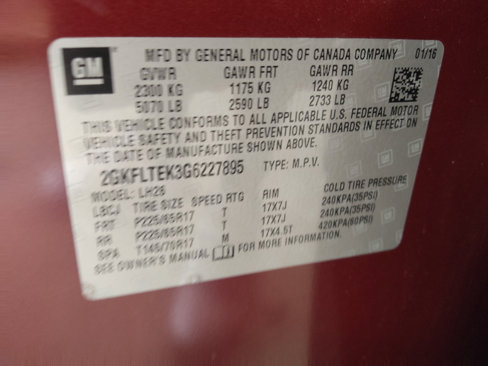 GM
MFD BY GENERAL MOTORS OF CANADA COMPANY 01/16
GVWR GAWR FRT GAWR RR
2300 KG 1175 KG 1240 KG
5070 LB 2590 LB 2733 LB
THIS VEHICLE CONFORMS TO ALL APPLICABLE U.S. FEDERAL MOTOR
VEHICLE SAFETY AND THEFT PREVENTION STANDARDS IN EFFECT ON
THE DATE OF MANUFACTURE SHOWN ABOVE.
2GKFLTEK3G6227895 TYPE: M.P.V.
MODEL: LH26
LBCJ TIRE SIZE SPEED RTG RIM COLD TIRE PRESSURE
FRT P225/65R17 T 17X7J 240KPA(35PSI)
RR P225/65R17 T 17X7J 240KPA(35PSI)
SPA T145/70R17 M 17X4.5T 420KPA(60PSI)
SEE OWNER'S MANUAL FOR MORE INFORMATION.